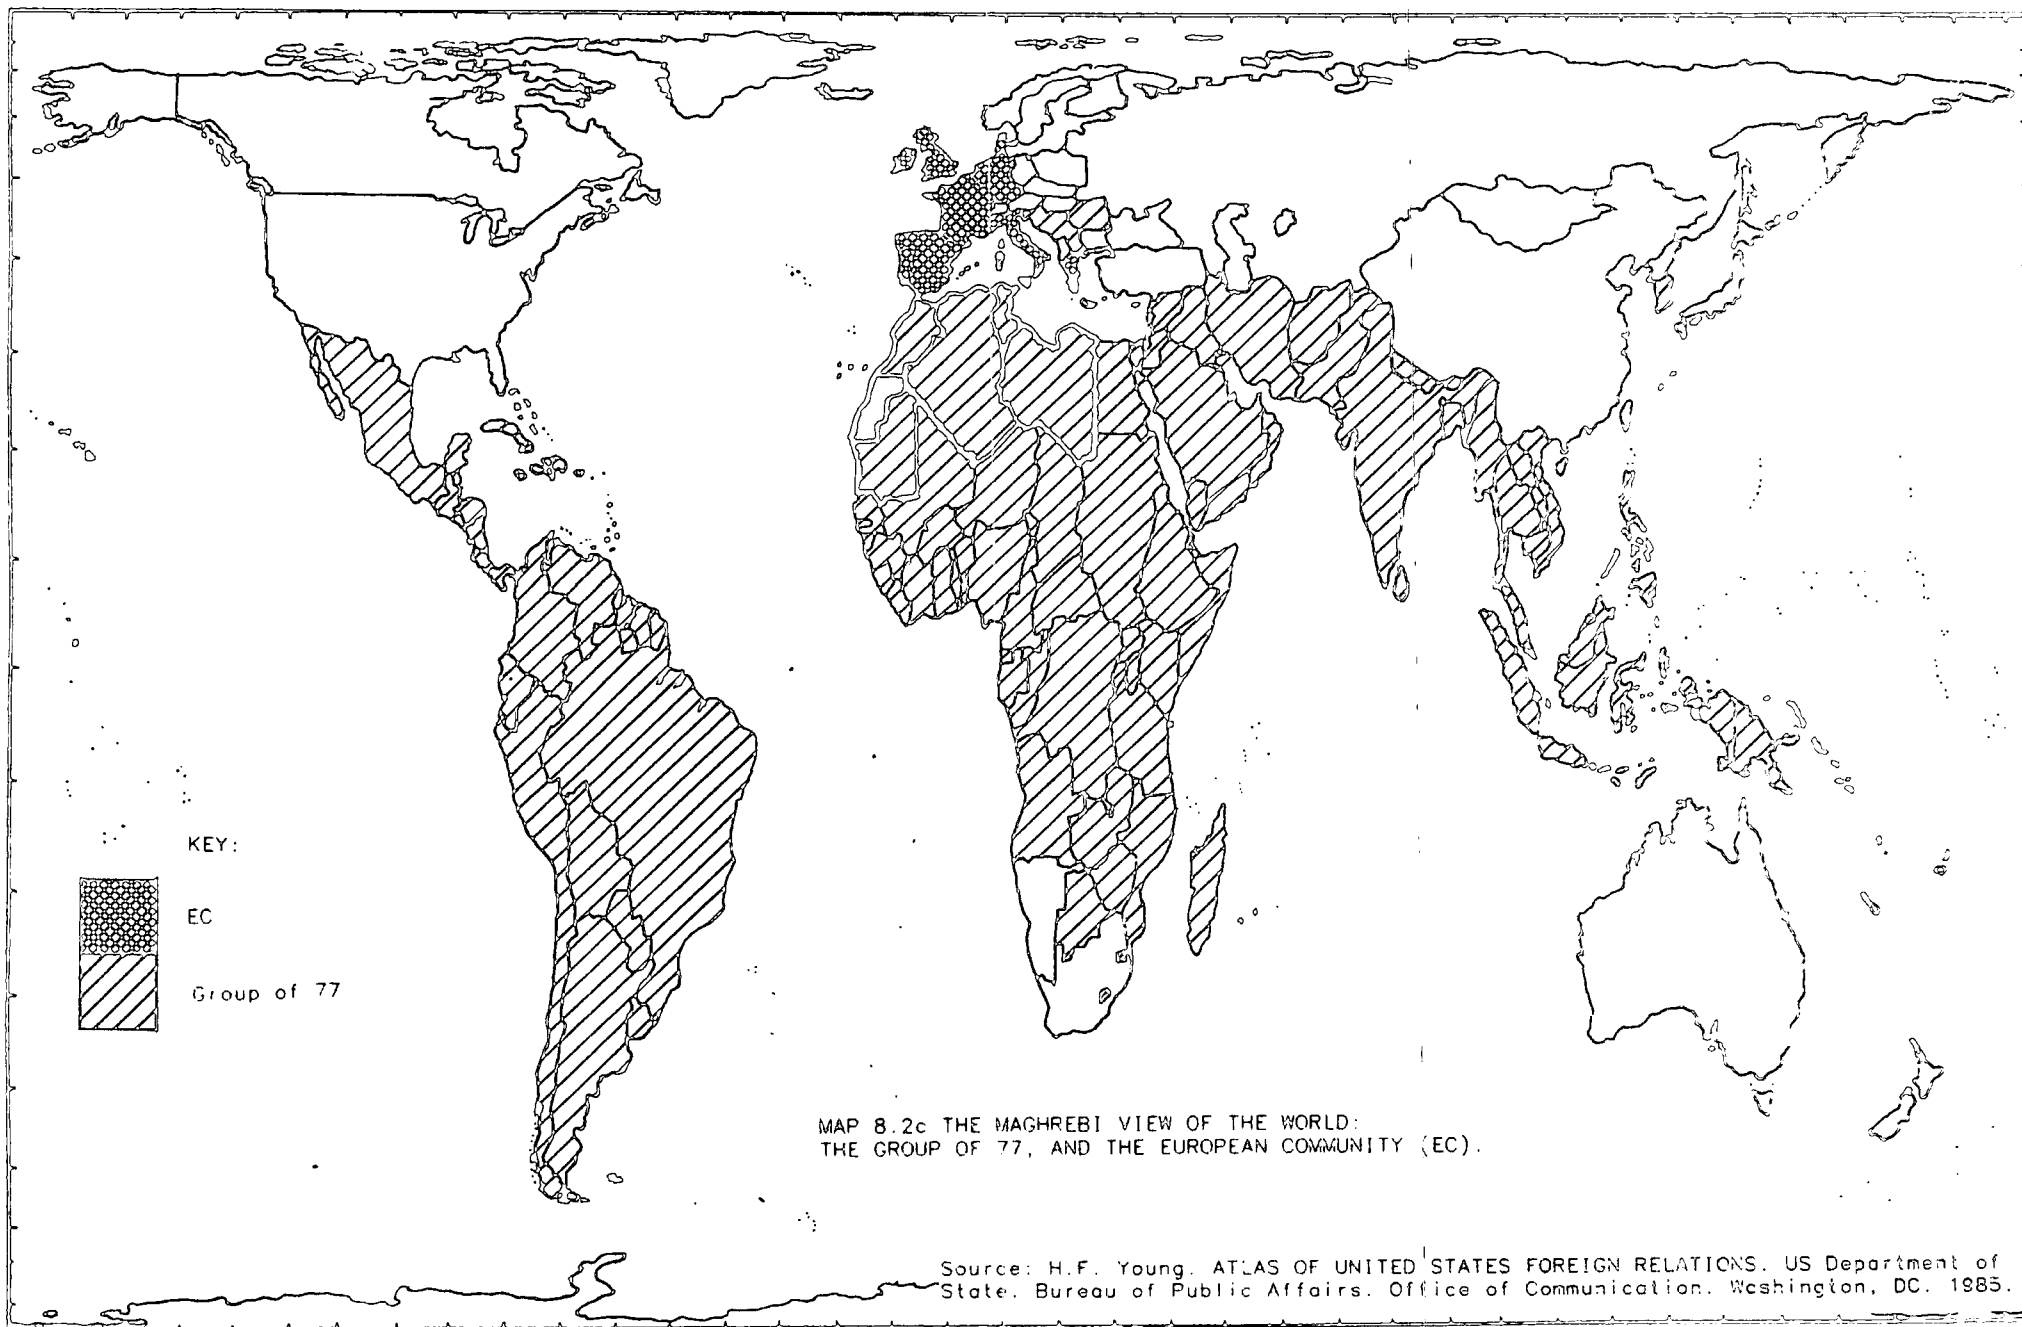 KEY:
EC
Group of 77
MAP 8.2c THE MAGHREBI VIEW OF THE WORLD:
THE GROUP OF 77, AND THE EUROPEAN COMMUNITY (EC).
Source: H.F. Young. ATLAS OF UNITED STATES FOREIGN RELATIONS. US Department of
State. Bureau of Public Affairs. Office of Communication. Washington, DC. 1985.